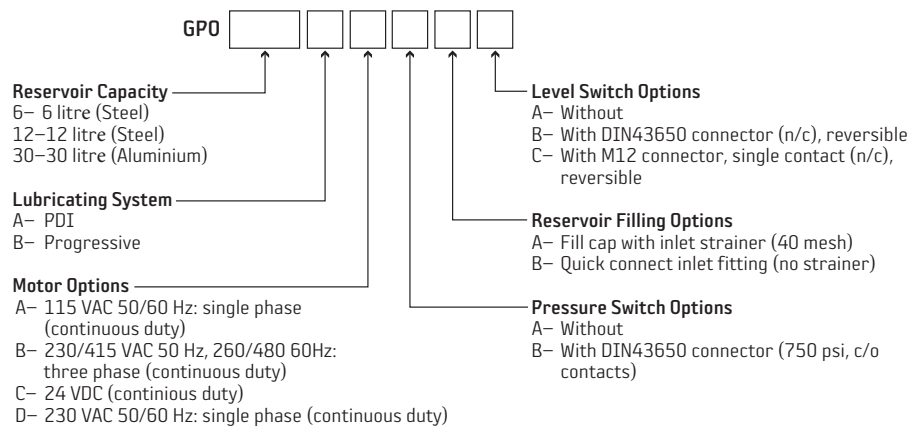 GPO
Reservoir Capacity
6– 6 litre (Steel)
12–12 litre (Steel)
30–30 litre (Aluminium)
Lubricating System
A– PDI
B– Progressive
Motor Options
A– 115 VAC 50/60 Hz: single phase
(continuous duty)
B– 230/415 VAC 50 Hz, 260/480 60Hz:
three phase (continuous duty)
C– 24 VDC (continious duty)
D– 230 VAC 50/60 Hz: single phase (continuous duty)
Level Switch Options
A– Without
B– With DIN43650 connector (n/c), reversible
C– With M12 connector, single contact (n/c),
reversible
Reservoir Filling Options
A– Fill cap with inlet strainer (40 mesh)
B– Quick connect inlet fitting (no strainer)
Pressure Switch Options
A– Without
B– With DIN43650 connector (750 psi, c/o
contacts)